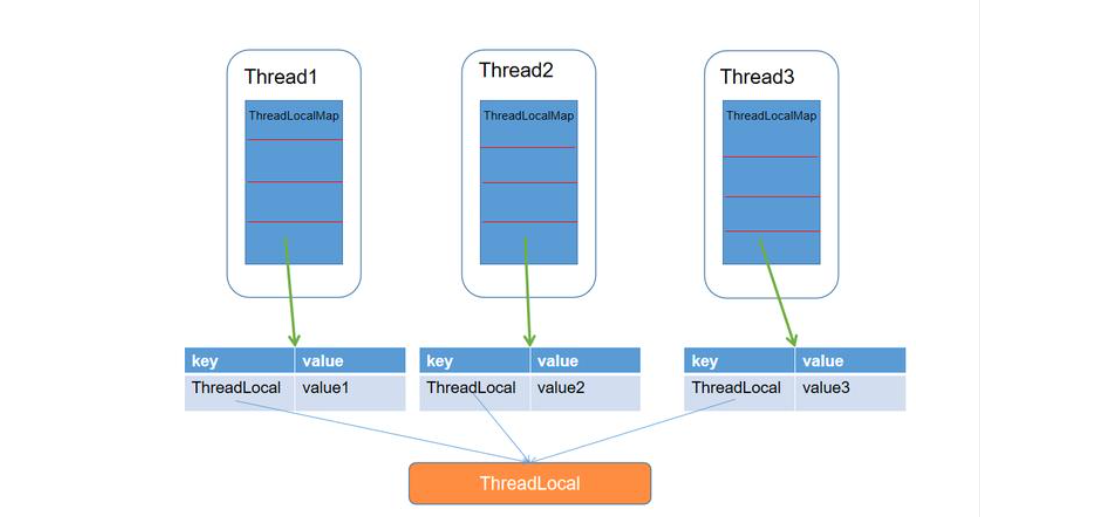 Thread1
Thread2
Thread3
ThreadLocalMap
ThreadLocalMap
ThreadLocalMap
key value
key value
key value
ThreadLocal value1
ThreadLocal value2
ThreadLocal value3
ThreadLocal